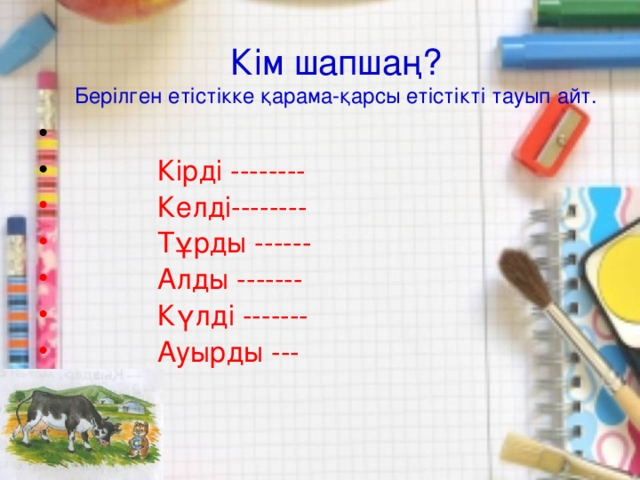 Кім шапшаң?
Берілген етістікке қарама-қарсы етістікті тауып айт.
Кірді --------
Келді--------
Тұрды ------
Алды -------
Күлді -------
Ауырды ---